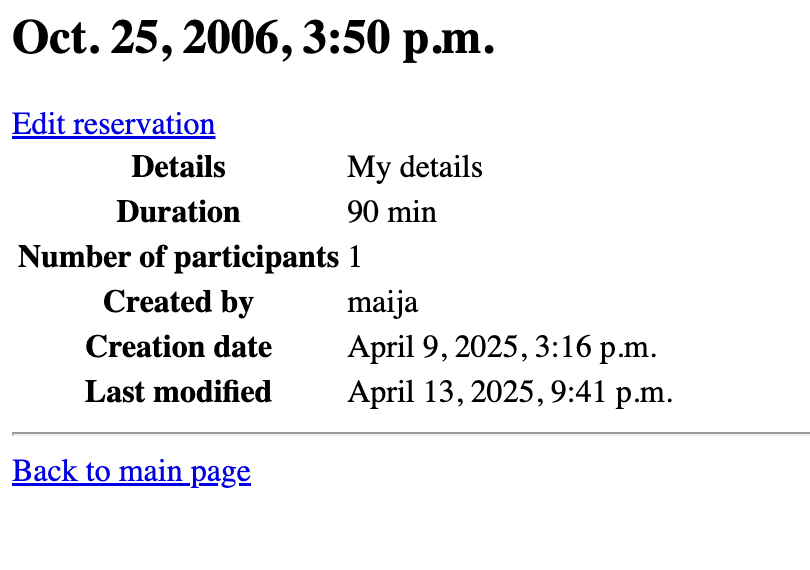 Oct. 25, 2006, 3:50 p.m.
Edit reservation
Details My details
Duration 90 min
Number of participants 1
Created by maija
Creation date April 9, 2025, 3:16 p.m.
Last modified April 13, 2025, 9:41 p.m.
Back to main page